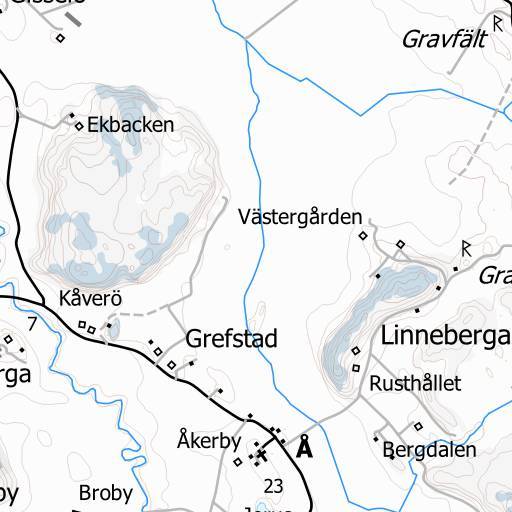 Gravfält
Ekbacken
Västergården
Gra
Kåverö
7
Grefstad
Linneberga
rga
Rusthållet
Åkerby
Å
Bergdalen
by
Broby
23